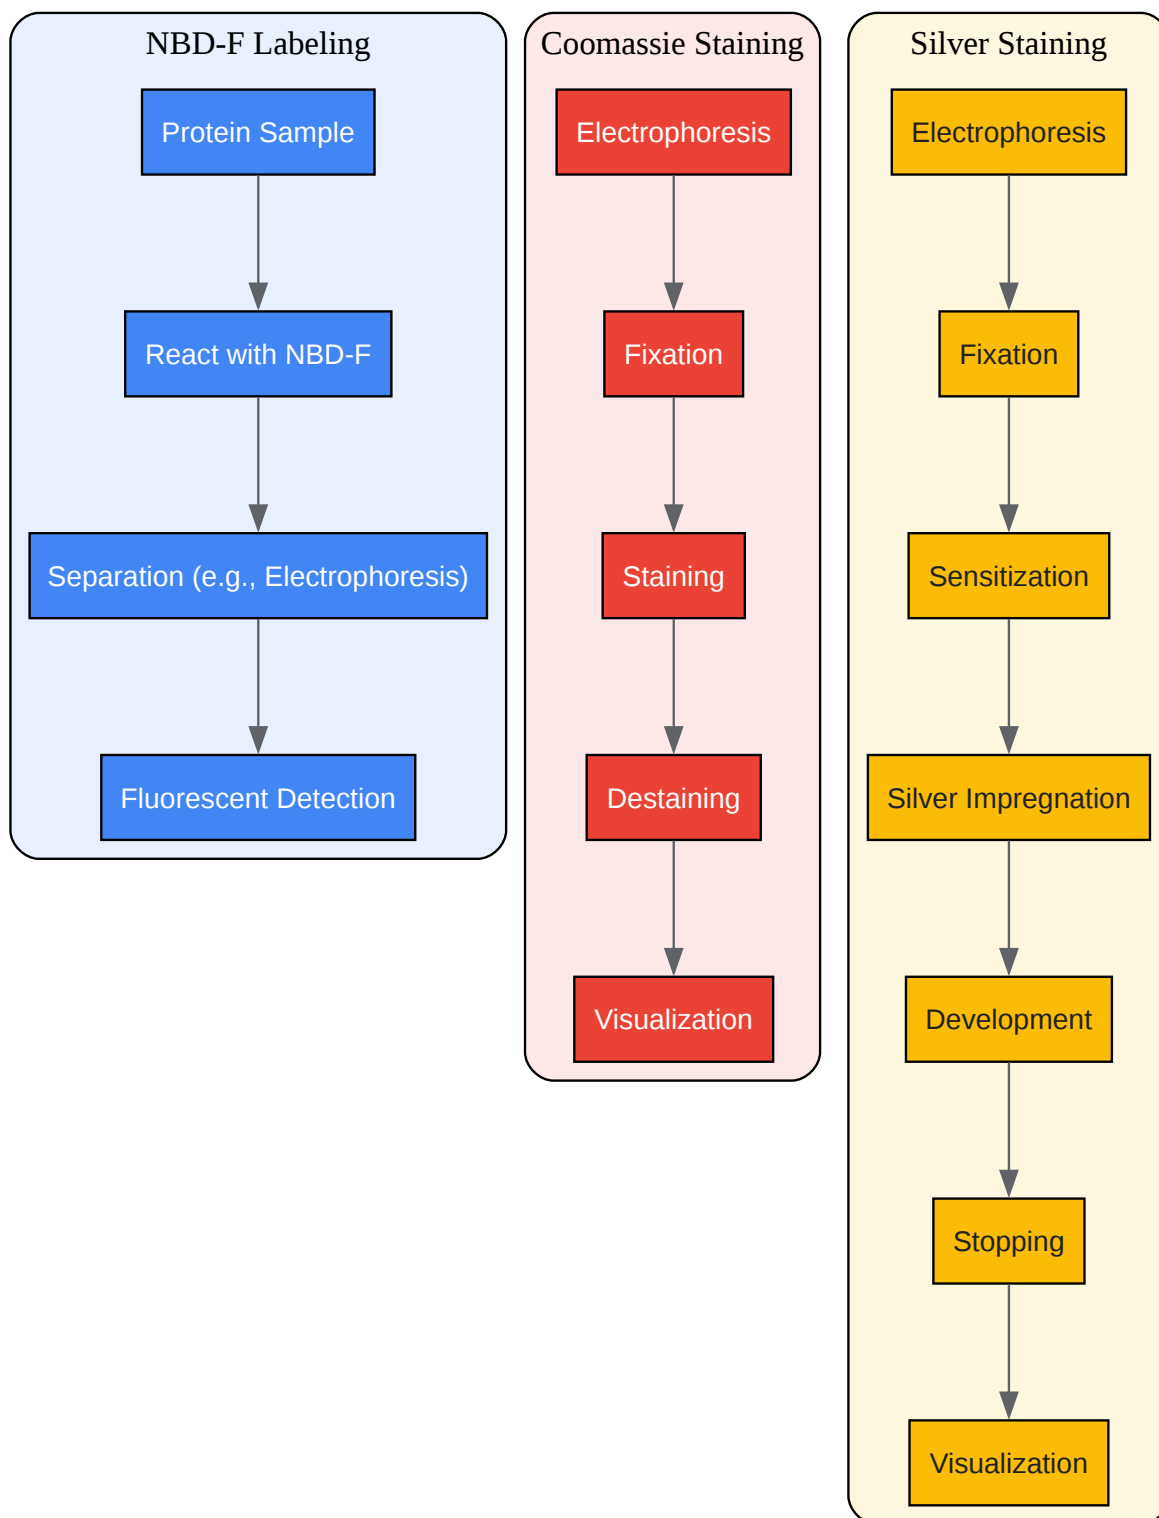 NBD-F Labeling
Protein Sample
React with NBD-F
Separation (e.g., Electrophoresis)
Fluorescent Detection
Coomassie Staining
Electrophoresis
Fixation
Staining
Destaining
Visualization
Silver Staining
Electrophoresis
Fixation
Sensitization
Silver Impregnation
Development
Stopping
Visualization